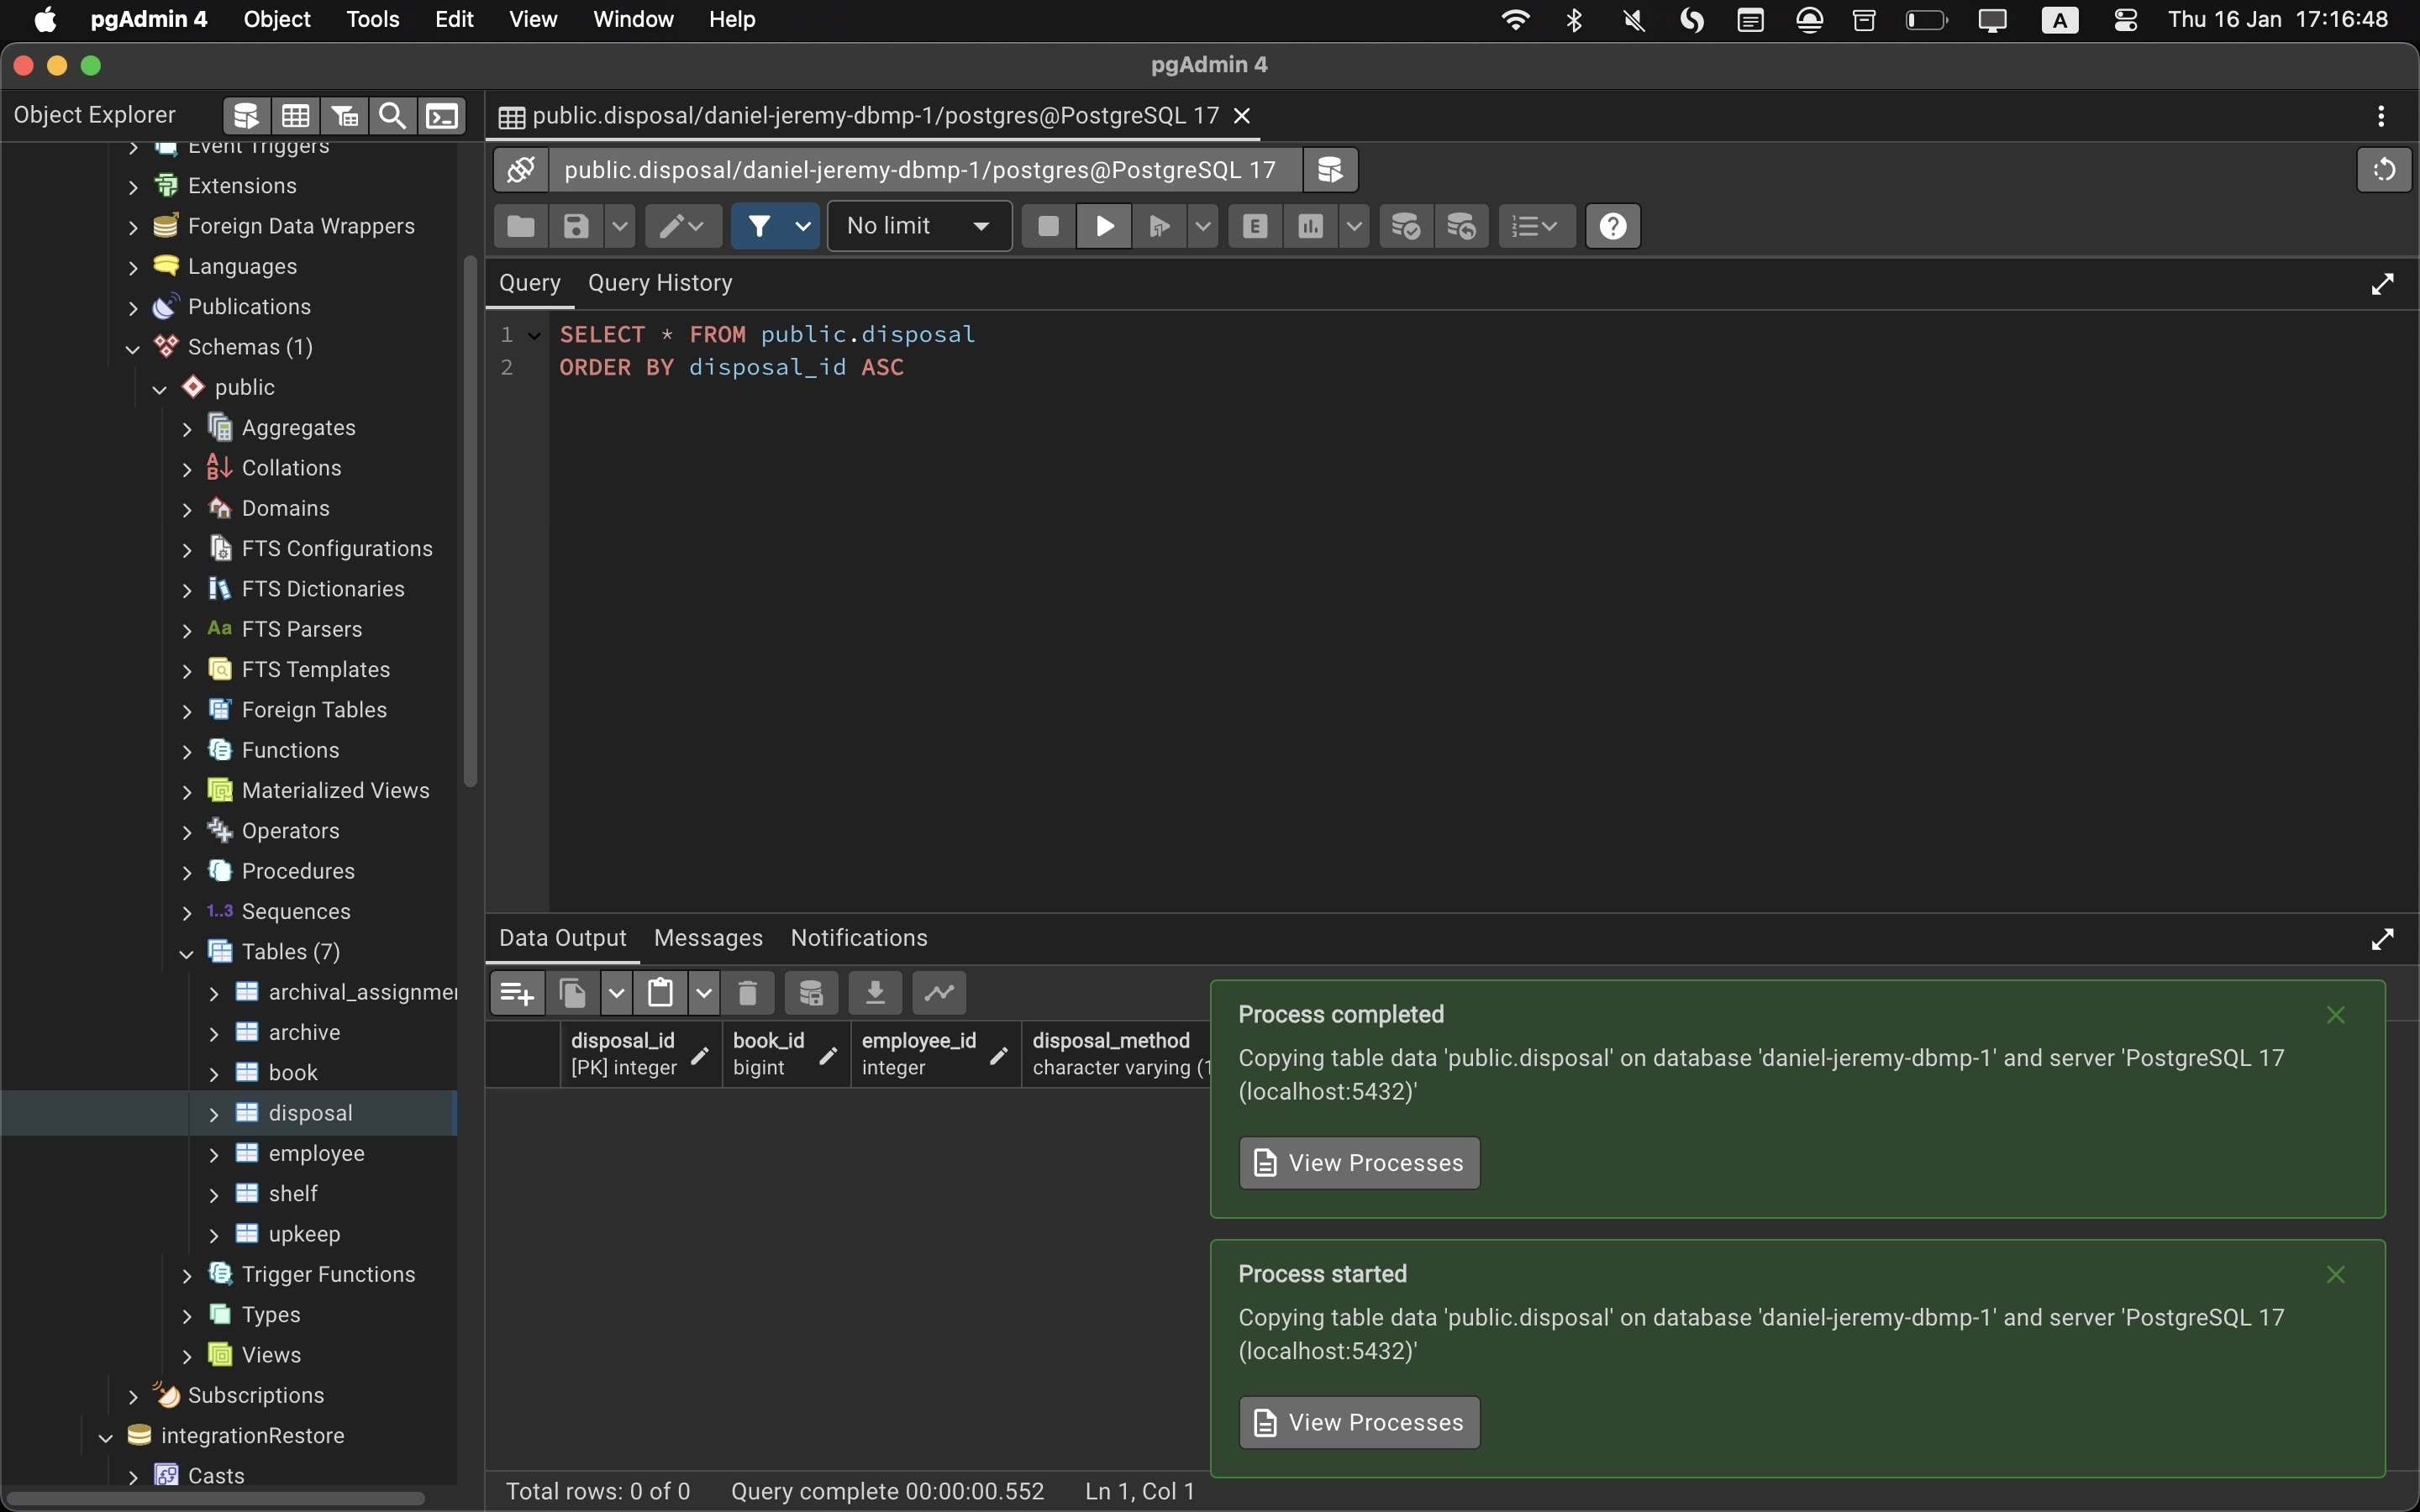 pgAdmin 4 Object Tools Edit View Window Help A Thu 16 Jan 17:16:48
pgAdmin 4
Object Explorer
Event Triggers
Extensions
Foreign Data Wrappers
Languages
Publications
Schemas (1)
public
Aggregates
Collations
Domains
FTS Configurations
FTS Dictionaries
Aa FTS Parsers
FTS Templates
Foreign Tables
Functions
Materialized Views
Operators
Procedures
1..3 Sequences
Tables (7)
archival_assignmer
archive
book
disposal
employee
shelf
upkeep
Trigger Functions
Types
Views
Subscriptions
integrationRestore
Casts
public.disposal/daniel-jeremy-dbmp-1/postgres@PostgreSQL 17
public.disposal/daniel-jeremy-dbmp-1/postgres@PostgreSQL 17
No limit E
Query Query History
1 SELECT * FROM public.disposal
2 ORDER BY disposal_id ASC
Data Output Messages Notifications
disposal_id book_id employee_id disposal_method
[PK] integer bigint integer character varying (1
Process completed
Copying table data 'public.disposal' on database 'daniel-jeremy-dbmp-1' and server 'PostgreSQL 17
(localhost:5432)'
View Processes
Process started
Copying table data 'public.disposal' on database 'daniel-jeremy-dbmp-1' and server 'PostgreSQL 17
(localhost:5432)'
View Processes
Total rows: 0 of 0 Query complete 00:00:00.552 Ln 1, Col 1